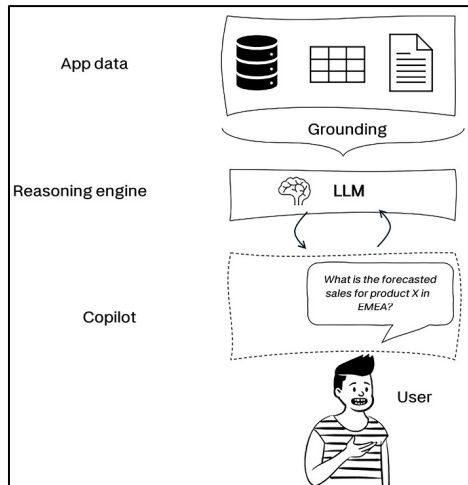 App data
Grounding
Reasoning engine
LLM
Copilot
What is the forecasted
sales for product X in
EMEA?
User